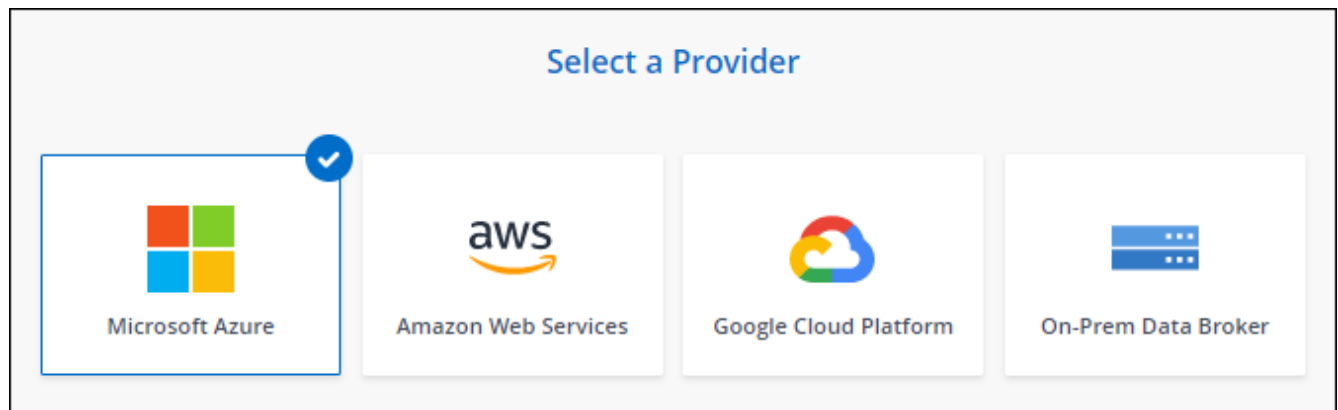 Select a Provider
aws
Microsoft Azure
Amazon Web Services
Google Cloud Platform
On-Prem Data Broker